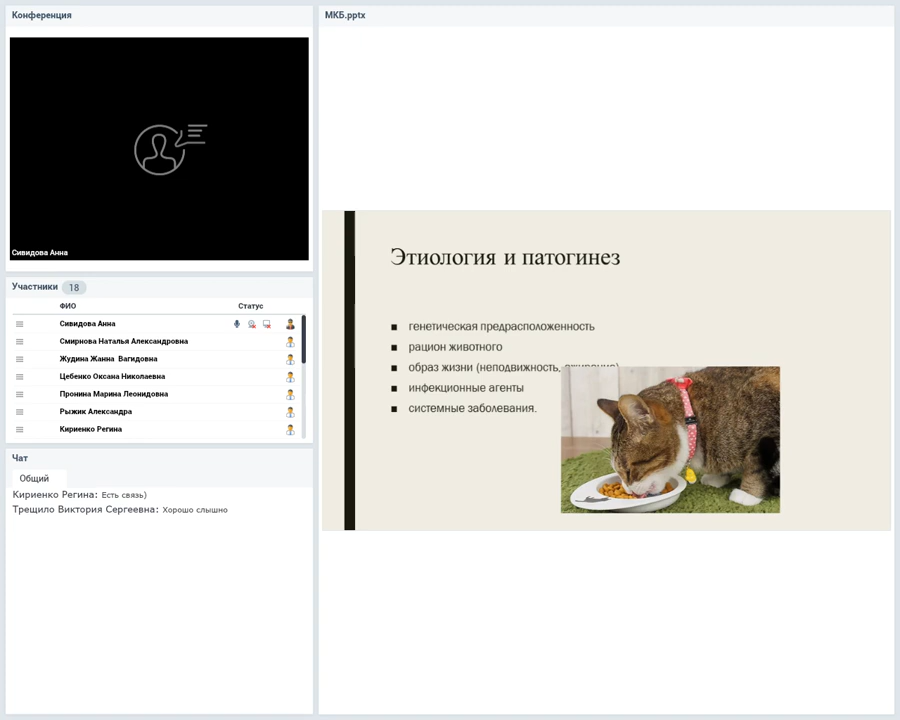 Конференция
Сивидова Анна
Участники 18
ФИО Статус
Сивидова Анна
Смирнова Наталья Александровна
Жудина Жанна Вагидовна
Цебенко Оксана Николаевна
Пронина Марина Леонидовна
Рыжик Александра
Кириенко Регина
Чат
Общий
Кириенко Регина: Есть связь)
Трещило Виктория Сергеевна: Хорошо слышно
МКБ.pptx
Этиология и патогинез
генетическая предрасположенность
рацион животного
образ жизни (неподвижность, ожирение)
инфекционные агенты
системные заболевания.